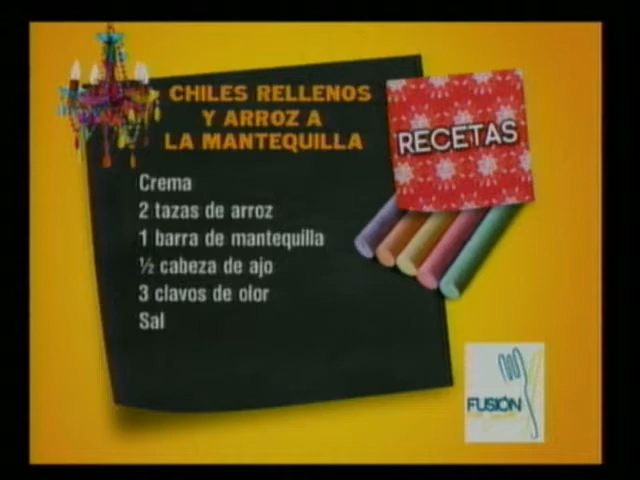 CHILES RELLENOS
Y ARROZ A
LA MANTEQUILLA
RECETAS
Crema
2 tazas de arroz
1 barra de mantequilla
½ cabeza de ajo
3 clavos de olor
Sal
FUSIÓN